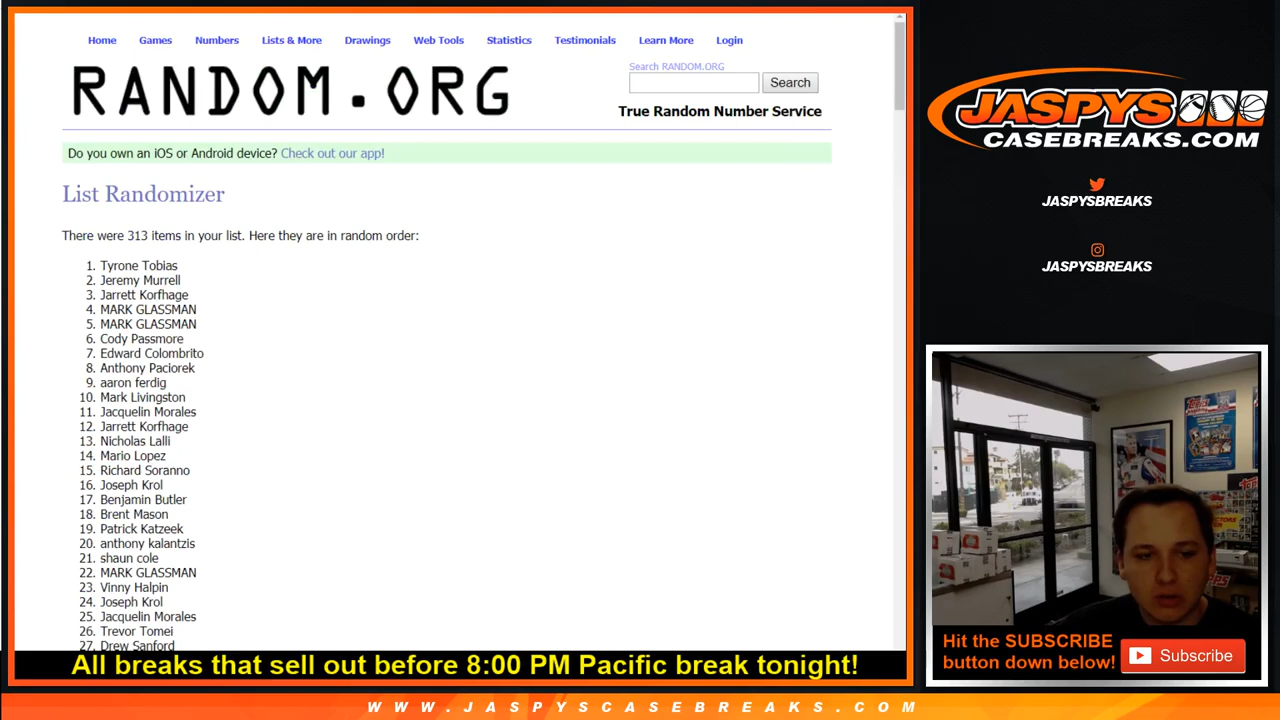 Home Games Numbers Lists & More Drawings Web Tools Statistics Testimonials Learn More Login
RANDOM.ORG
Search RANDOM.ORG
Search
True Random Number Service
Do you own an iOS or Android device? Check out our app!
List Randomizer
There were 313 items in your list. Here they are in random order:
1. Tyrone Tobias
2. Jeremy Murrell
3. Jarrett Korfhage
4. MARK GLASSMAN
5. MARK GLASSMAN
6. Cody Passmore
7. Edward Colombrito
8. Anthony Paciorek
9. aaron ferdig
10. Mark Livingston
11. Jacquelin Morales
12. Jarrett Korfhage
13. Nicholas Lalli
14. Mario Lopez
15. Richard Soranno
16. Joseph Krol
17. Benjamin Butler
18. Brent Mason
19. Patrick Katzeek
20. anthony kalantzis
21. shaun cole
22. MARK GLASSMAN
23. Vinny Halpin
24. Joseph Krol
25. Jacquelin Morales
26. Trevor Tomei
27. Drew Sanford
All breaks that sell out before 8:00 PM Pacific break tonight!
WWW.JASPYSCASEBREAKS.COM
JASPYS
CASEBREAKS.COM
JASPYSBREAKS
JASPYSBREAKS
Hit the SUBSCRIBE
button down below!
Subscribe